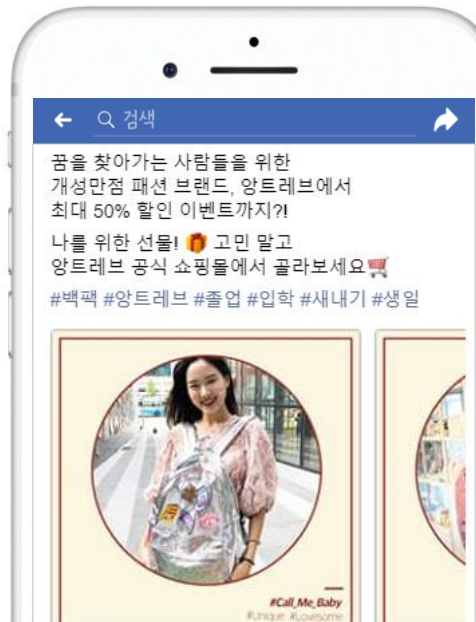 검색
꿈을 찾아가는 사람들을 위한
개성만점 패션 브랜드, 앙트레브에서
최대 50% 할인 이벤트까지?!
나를 위한 선물! 🎁 고민 말고
앙트레브 공식 쇼핑몰에서 골라보세요🛒
#백팩 #앙트레브 #졸업 #입학 #새내기 #생일
#Call_Me_Baby
#Unique #Lovesome